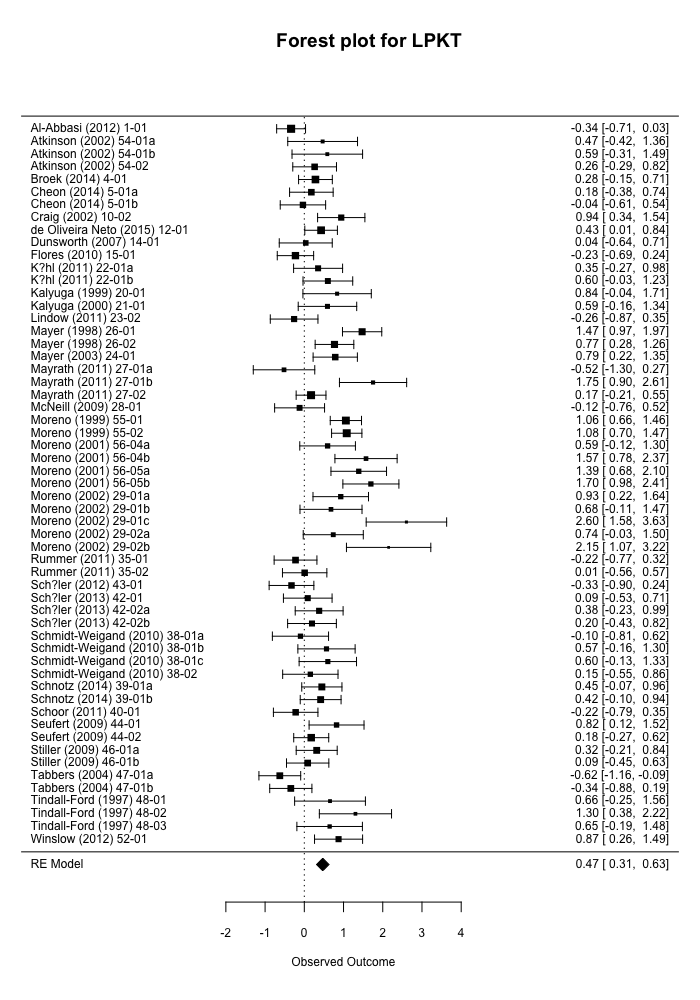 Forest plot for LPKT
Al-Abbasi (2012) 1-01 -0.34 [-0.71, 0.03]
Atkinson (2002) 54-01a 0.47 [-0.42, 1.36]
Atkinson (2002) 54-01b 0.59 [-0.31, 1.49]
Atkinson (2002) 54-02 0.26 [-0.29, 0.82]
Broek (2014) 4-01 0.28 [-0.15, 0.71]
Cheon (2014) 5-01a 0.18 [-0.38, 0.74]
Cheon (2014) 5-01b -0.04 [-0.61, 0.54]
Craig (2002) 10-02 0.94 [ 0.34, 1.54]
de Oliveira Neto (2015) 12-01 0.43 [ 0.01, 0.84]
Dunsworth (2007) 14-01 0.04 [-0.64, 0.71]
Flores (2010) 15-01 -0.23 [-0.69, 0.24]
K?hl (2011) 22-01a 0.35 [-0.27, 0.98]
K?hl (2011) 22-01b 0.60 [-0.03, 1.23]
Kalyuga (1999) 20-01 0.84 [-0.04, 1.71]
Kalyuga (2000) 21-01 0.59 [-0.16, 1.34]
Lindow (2011) 23-02 -0.26 [-0.87, 0.35]
Mayer (1998) 26-01 1.47 [ 0.97, 1.97]
Mayer (1998) 26-02 0.77 [ 0.28, 1.26]
Mayer (2003) 24-01 0.79 [ 0.22, 1.35]
Mayrath (2011) 27-01a -0.52 [-1.30, 0.27]
Mayrath (2011) 27-01b 1.75 [ 0.90, 2.61]
Mayrath (2011) 27-02 0.17 [-0.21, 0.55]
McNeill (2009) 28-01 -0.12 [-0.76, 0.52]
Moreno (1999) 55-01 1.06 [ 0.66, 1.46]
Moreno (1999) 55-02 1.08 [ 0.70, 1.47]
Moreno (2001) 56-04a 0.59 [-0.12, 1.30]
Moreno (2001) 56-04b 1.57 [ 0.78, 2.37]
Moreno (2001) 56-05a 1.39 [ 0.68, 2.10]
Moreno (2001) 56-05b 1.70 [ 0.98, 2.41]
Moreno (2002) 29-01a 0.93 [ 0.22, 1.64]
Moreno (2002) 29-01b 0.68 [-0.11, 1.47]
Moreno (2002) 29-01c 2.60 [ 1.58, 3.63]
Moreno (2002) 29-02a 0.74 [-0.03, 1.50]
Moreno (2002) 29-02b 2.15 [ 1.07, 3.22]
Rummer (2011) 35-01 -0.22 [-0.77, 0.32]
Rummer (2011) 35-02 0.01 [-0.56, 0.57]
Sch?ler (2012) 43-01 -0.33 [-0.90, 0.24]
Sch?ler (2013) 42-01 0.09 [-0.53, 0.71]
Sch?ler (2013) 42-02a 0.38 [-0.23, 0.99]
Sch?ler (2013) 42-02b 0.20 [-0.43, 0.82]
Schmidt-Weigand (2010) 38-01a -0.10 [-0.81, 0.62]
Schmidt-Weigand (2010) 38-01b 0.57 [-0.16, 1.30]
Schmidt-Weigand (2010) 38-01c 0.60 [-0.13, 1.33]
Schmidt-Weigand (2010) 38-02 0.15 [-0.55, 0.86]
Schnotz (2014) 39-01a 0.45 [-0.07, 0.96]
Schnotz (2014) 39-01b 0.42 [-0.10, 0.94]
Schoor (2011) 40-01 -0.22 [-0.79, 0.35]
Seufert (2009) 44-01 0.82 [ 0.12, 1.52]
Seufert (2009) 44-02 0.18 [-0.27, 0.62]
Stiller (2009) 46-01a 0.32 [-0.21, 0.84]
Stiller (2009) 46-01b 0.09 [-0.45, 0.63]
Tabbers (2004) 47-01a -0.62 [-1.16, -0.09]
Tabbers (2004) 47-01b -0.34 [-0.88, 0.19]
Tindall-Ford (1997) 48-01 0.66 [-0.25, 1.56]
Tindall-Ford (1997) 48-02 1.30 [ 0.38, 2.22]
Tindall-Ford (1997) 48-03 0.65 [-0.19, 1.48]
Winslow (2012) 52-01 0.87 [ 0.26, 1.49]
RE Model 0.47 [ 0.31, 0.63]
-2 -1 0 1 2 3 4
Observed Outcome